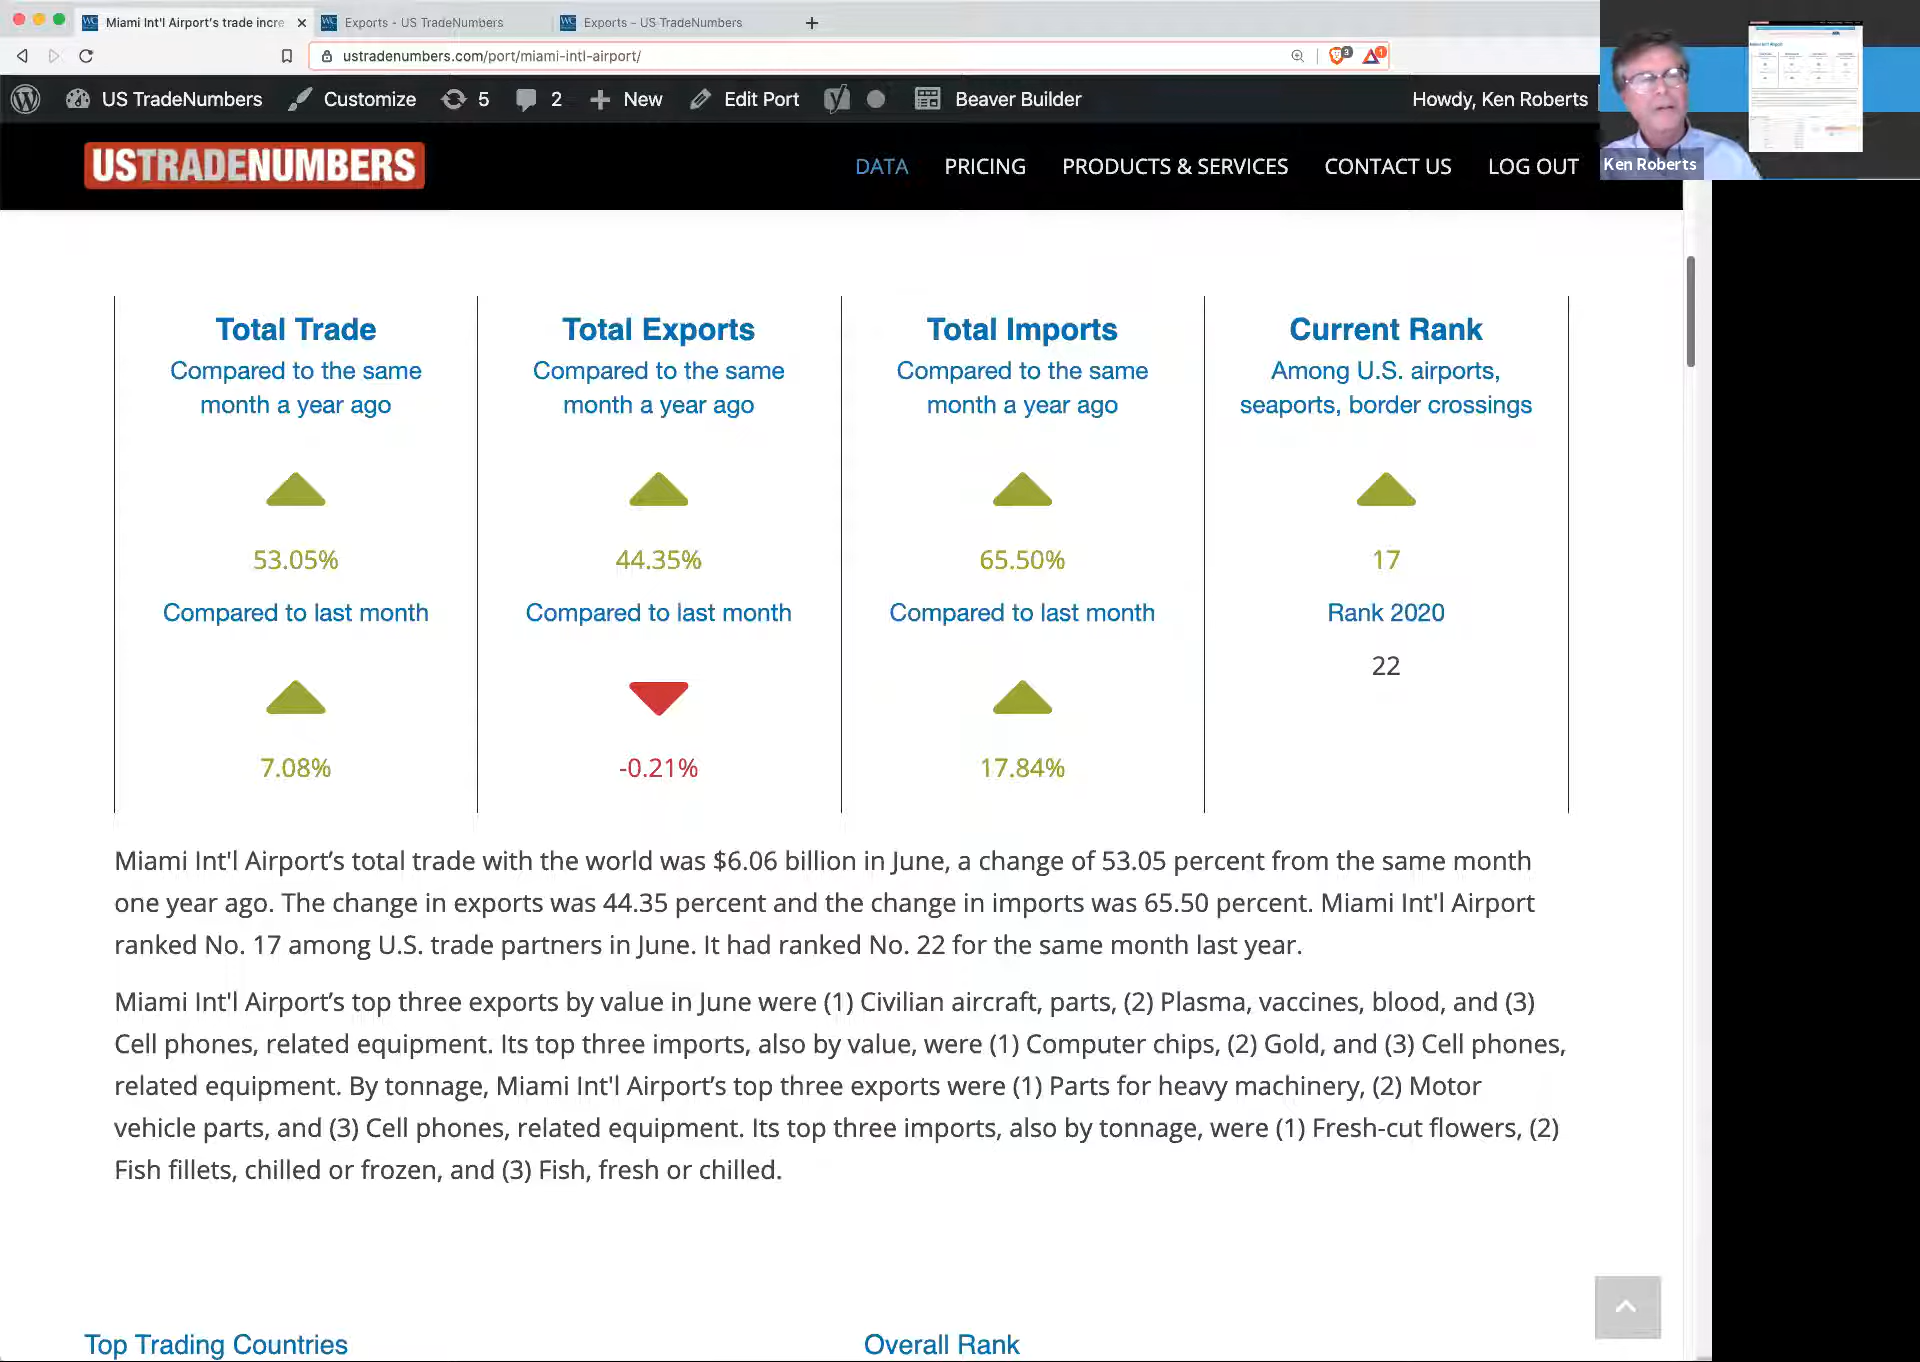 Miami Int'l Airport's trade incre
Exports - US TradeNumbers
Exports – US TradeNumbers
ustradenumbers.com/port/miami-intl-airport/
3
1
US TradeNumbers
Customize
5
2
New
Edit Port
Beaver Builder
Howdy, Ken Roberts
USTRADENUMBERS
DATA
PRICING
PRODUCTS & SERVICES
CONTACT US
LOG OUT
Ken Roberts
Total Trade
Compared to the same
month a year ago
53.05%
Compared to last month
7.08%
Total Exports
Compared to the same
month a year ago
44.35%
Compared to last month
-0.21%
Total Imports
Compared to the same
month a year ago
65.50%
Compared to last month
17.84%
Current Rank
Among U.S. airports,
seaports, border crossings
17
Rank 2020
22
Miami Int'l Airport’s total trade with the world was $6.06 billion in June, a change of 53.05 percent from the same month
one year ago. The change in exports was 44.35 percent and the change in imports was 65.50 percent. Miami Int'l Airport
ranked No. 17 among U.S. trade partners in June. It had ranked No. 22 for the same month last year.
Miami Int'l Airport’s top three exports by value in June were (1) Civilian aircraft, parts, (2) Plasma, vaccines, blood, and (3)
Cell phones, related equipment. Its top three imports, also by value, were (1) Computer chips, (2) Gold, and (3) Cell phones,
related equipment. By tonnage, Miami Int'l Airport’s top three exports were (1) Parts for heavy machinery, (2) Motor
vehicle parts, and (3) Cell phones, related equipment. Its top three imports, also by tonnage, were (1) Fresh-cut flowers, (2)
Fish fillets, chilled or frozen, and (3) Fish, fresh or chilled.
Top Trading Countries
Overall Rank